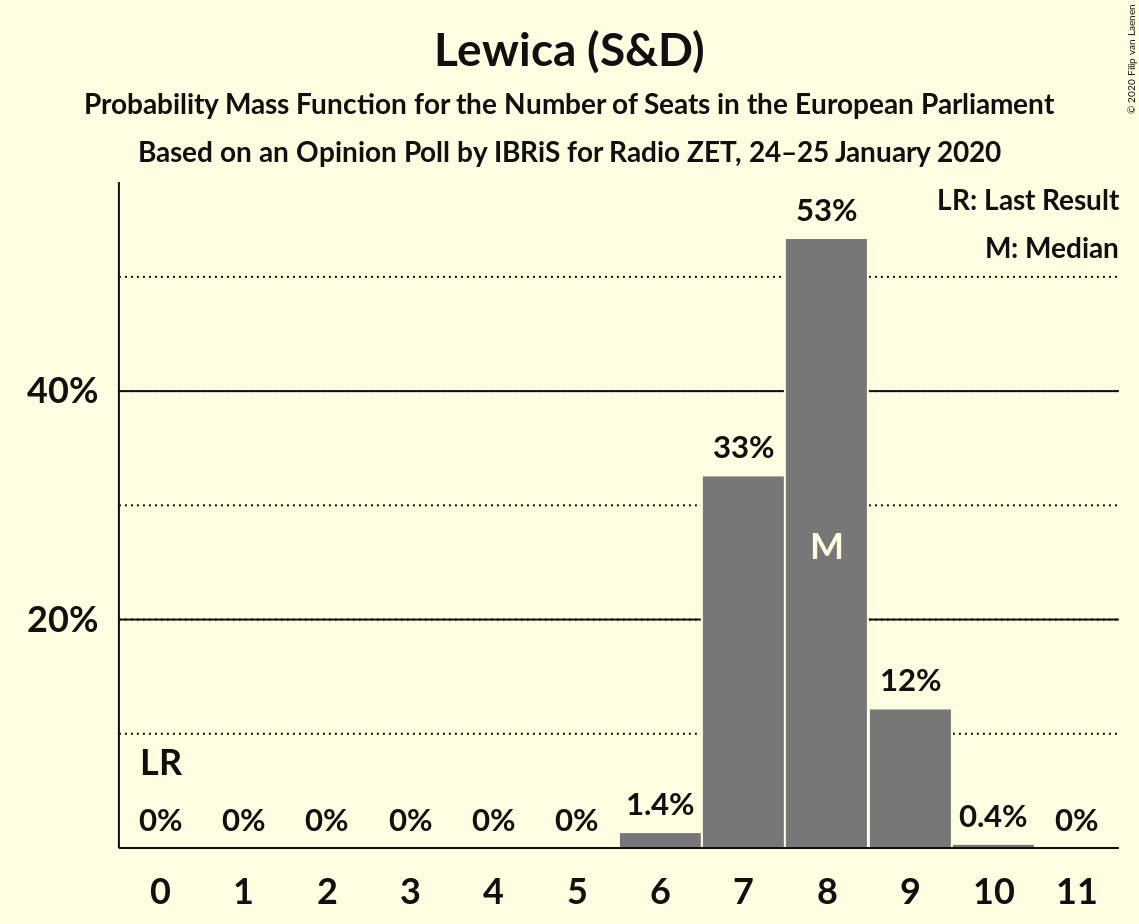 Lewica (S&D)
Probability Mass Function for the Number of Seats in the European Parliament
Based on an Opinion Poll by IBRiS for Radio ZET, 24–25 January 2020
© 2020 Filip van Laenen
LR: Last Result
M: Median
53%
40%
33%
M
20%
12%
LR
0% 0% 0% 0% 0% 0% 1.4% 0.4% 0%
0 1 2 3 4 5 6 7 8 9 10 11